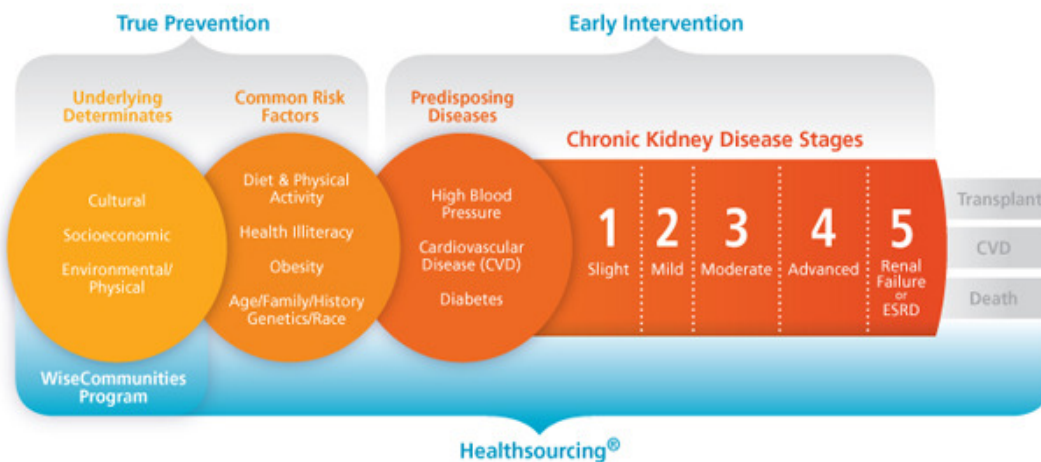 True Prevention
Early Intervention
Underlying
Determinates
Common Risk
Factors
Predisposing
Diseases
Chronic Kidney Disease Stages
Cultural
Socioeconomic
Environmental/
Physical
Diet & Physical
Activity
Health Illiteracy
Obesity
Age/Family/History
Genetics/Race
High Blood
Pressure
Cardiovascular
Disease (CVD)
Diabetes
1
Slight
2
Mild
3
Moderate
4
Advanced
5
Renal
Failure
or
ESRD
Transplant
CVD
Death
WiseCommunities
Program
Healthsourcing®